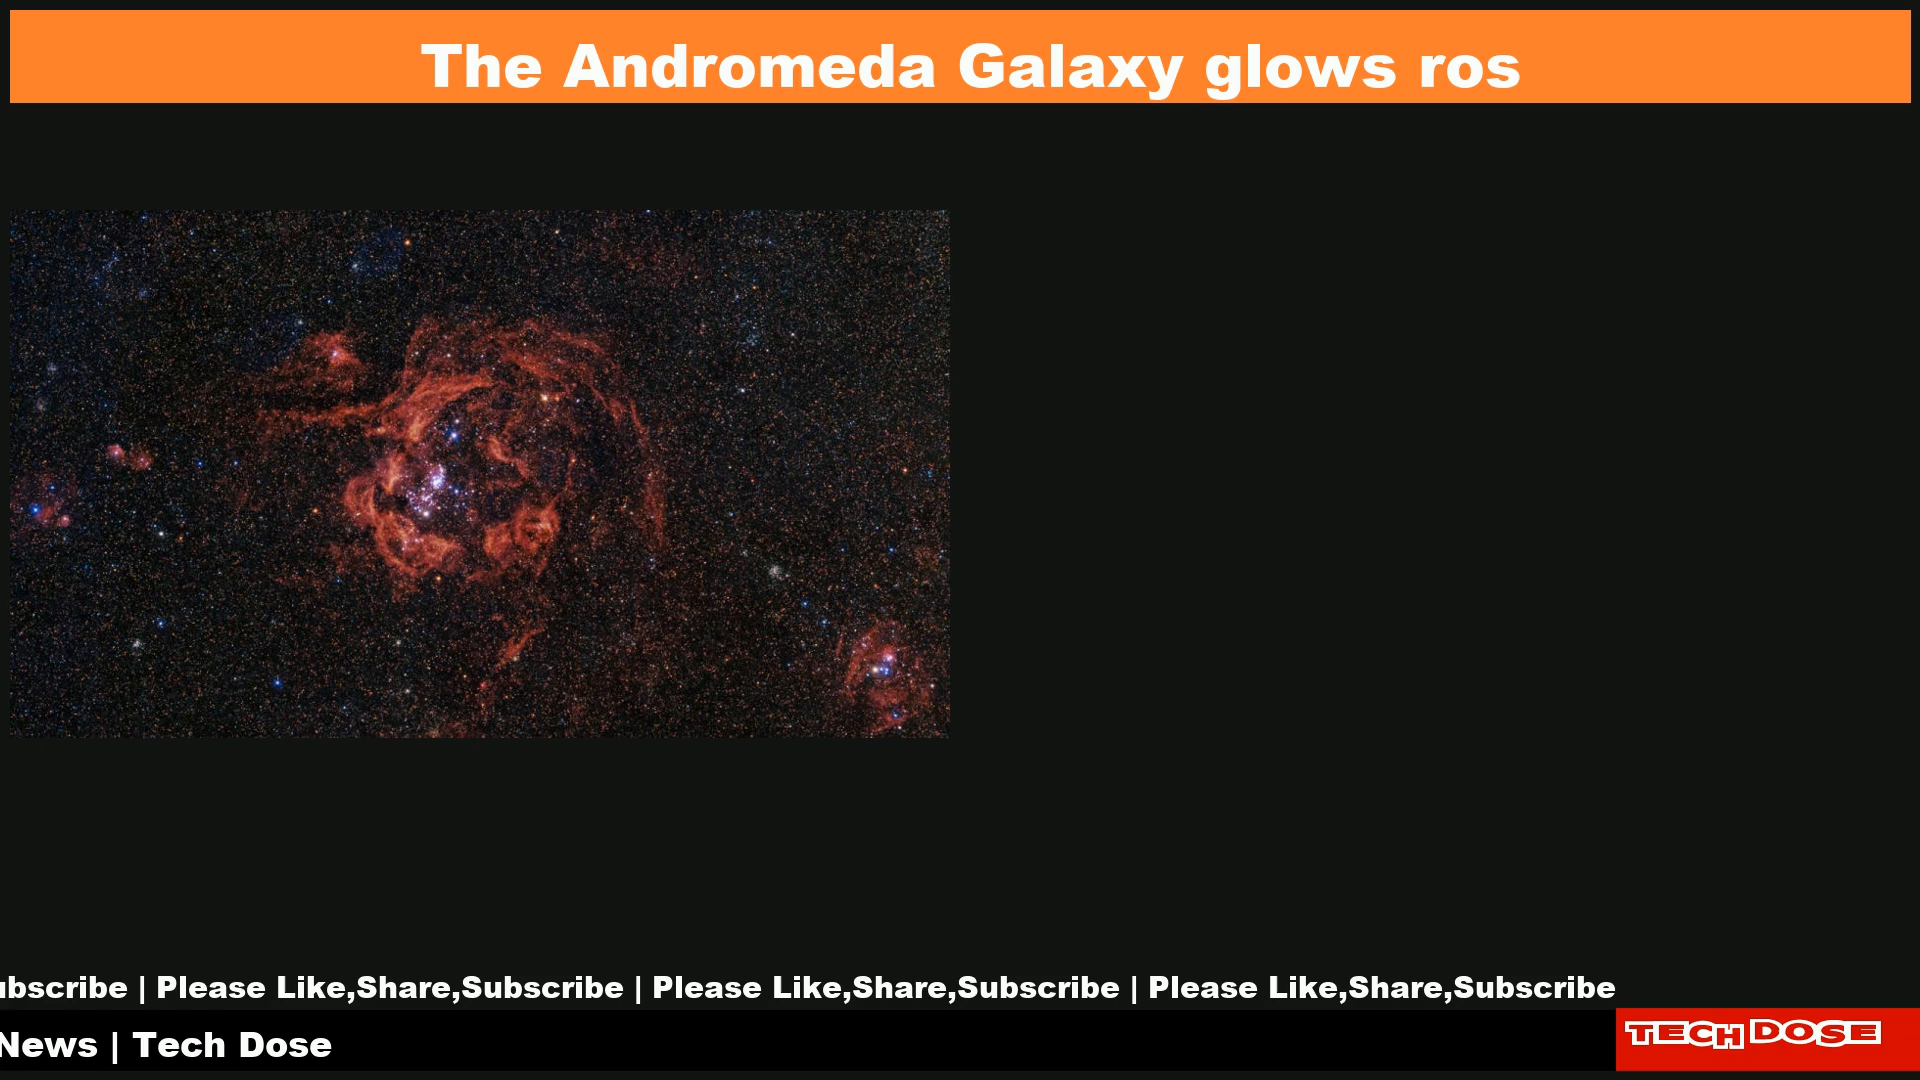 The Andromeda Galaxy glows ros
ubscribe | Please Like,Share,Subscribe | Please Like,Share,Subscribe | Please Like,Share,Subscribe
News | Tech Dose
TECH DOSE